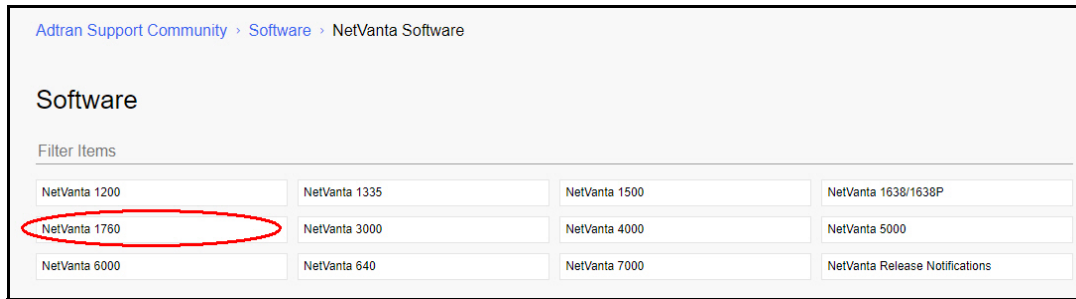 Adtran Support Community › Software › NetVanta Software
Software
Filter Items
NetVanta 1200 NetVanta 1335 NetVanta 1500 NetVanta 1638/1638P
NetVanta 1760 NetVanta 3000 NetVanta 4000 NetVanta 5000
NetVanta 6000 NetVanta 640 NetVanta 7000 NetVanta Release Notifications